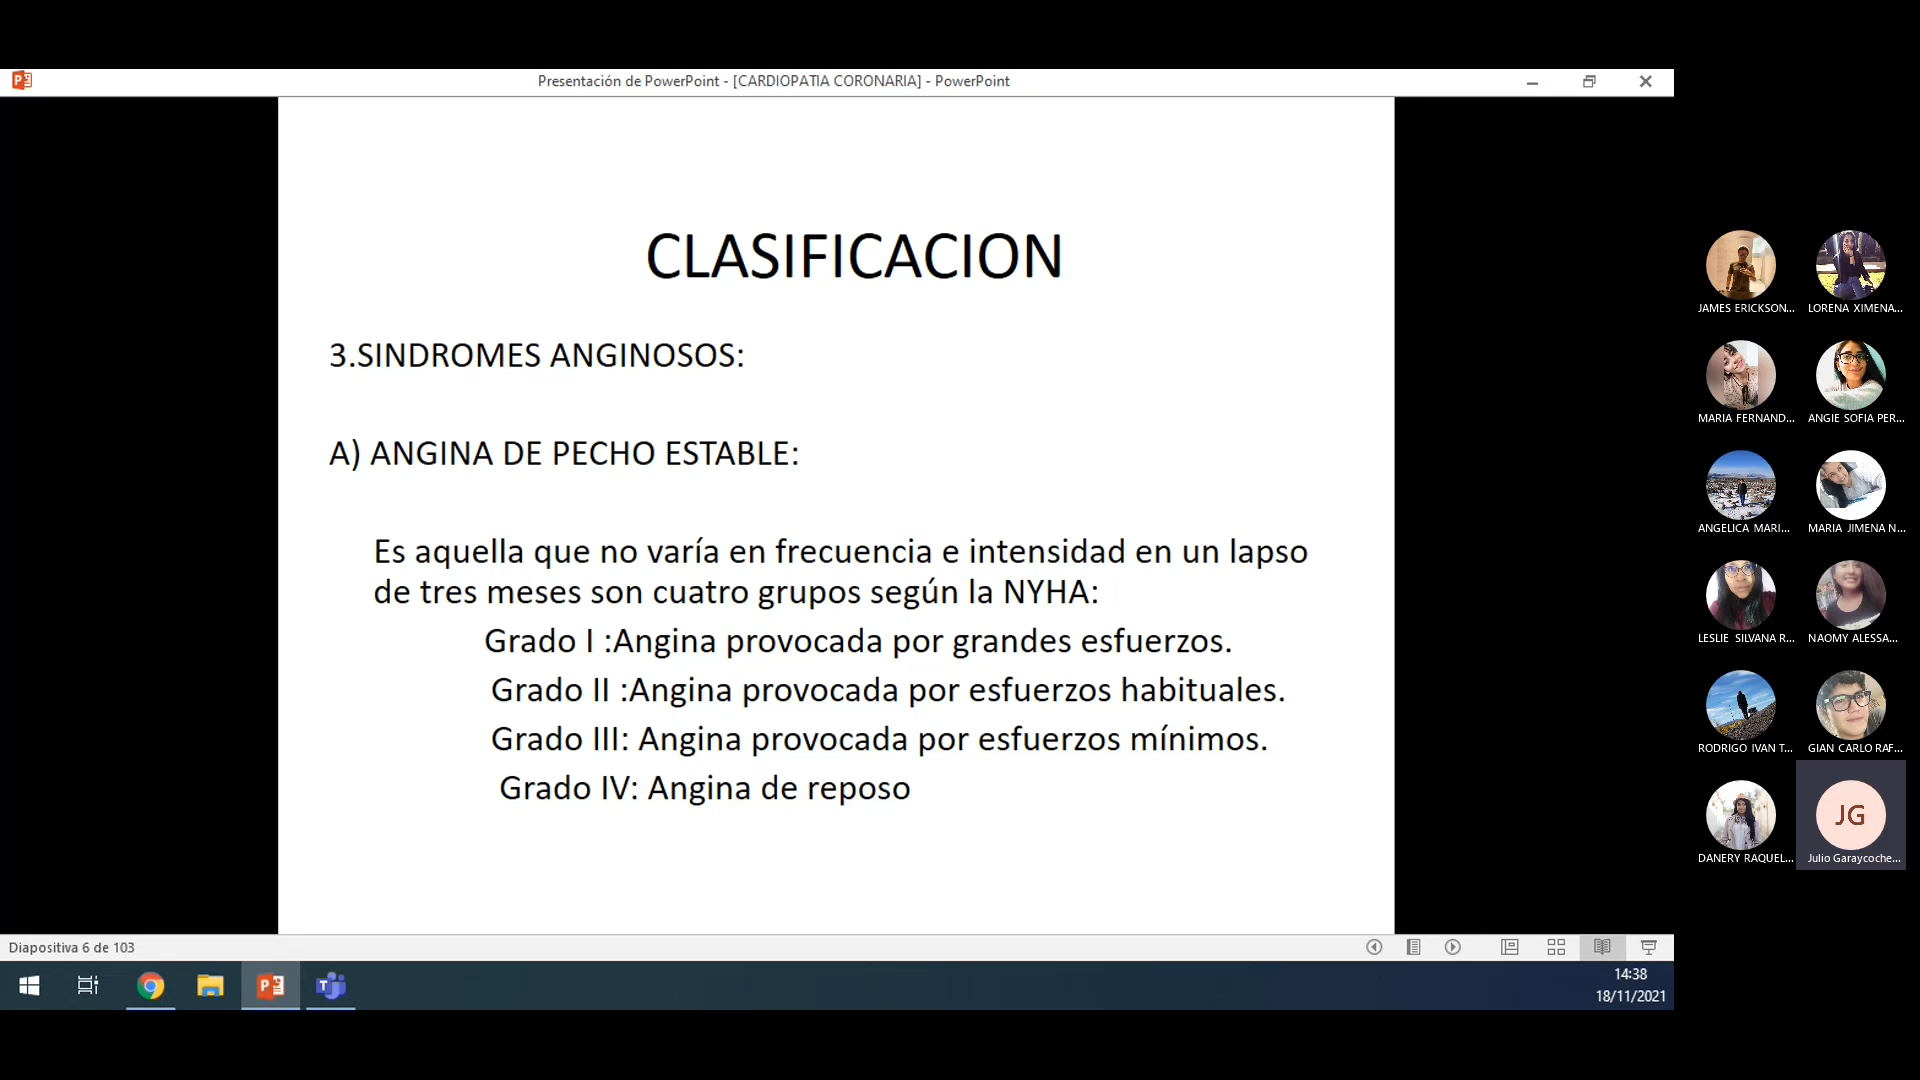 Presentación de PowerPoint - [CARDIOPATIA CORONARIA] - PowerPoint
CLASIFICACION
3.SINDROMES ANGINOSOS:
A) ANGINA DE PECHO ESTABLE:
Es aquella que no varía en frecuencia e intensidad en un lapso
de tres meses son cuatro grupos según la NYHA:
Grado I :Angina provocada por grandes esfuerzos.
Grado II :Angina provocada por esfuerzos habituales.
Grado III: Angina provocada por esfuerzos mínimos.
Grado IV: Angina de reposo
JAMES ERICKSON...
LORENA XIMENA...
MARIA FERNAND...
ANGIE SOFIA PER...
ANGELICA MARI...
MARIA JIMENA N...
LESLIE SILVANA R...
NAOMY ALESSA...
RODRIGO IVAN T...
GIAN CARLO RAF...
DANERY RAQUEL...
JG
Julio Garaycoche...
Diapositiva 6 de 103
14:38
18/11/2021